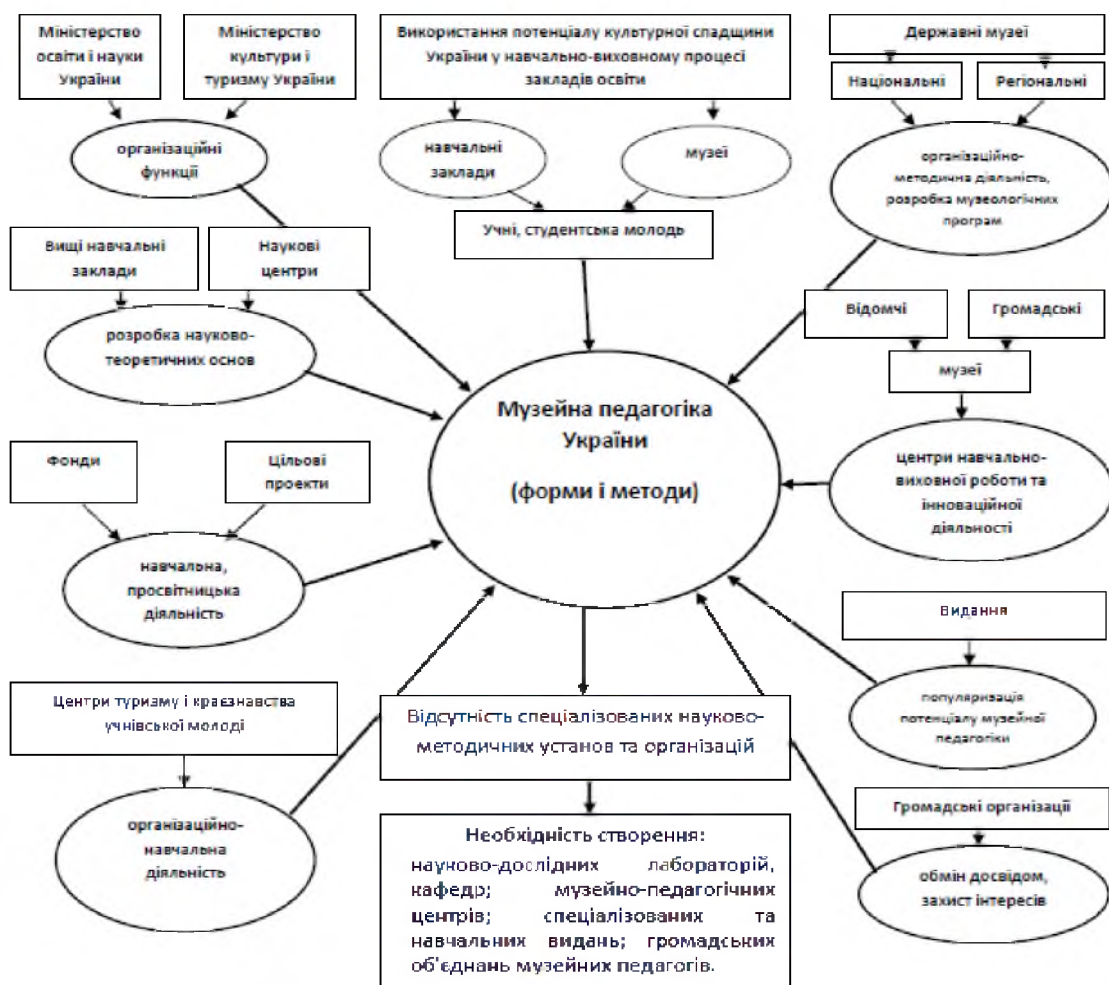 Міністерство
освіти і науки
України
Міністерство
культури і
туризму України
Використання потенціалу культурної спадщини
України у навчально-виховному процесі
закладів освіти
Державні музеї
Національні
Регіональні
організаційні
функції
навчальні
заклади
музеї
організаційно-
методична діяльність,
розробка музеологічних
програм
Учні, студентська молодь
Вищі навчальні
заклади
Наукові
центри
Відомчі
Громадські
розробка науково-
теоретичних основ
музеї
Музейна педагогіка
України
(форми і методи)
Фонди
Цільові
проекти
центри навчально-
виховної роботи та
інноваційної
діяльності
навчальна,
просвітницька
діяльність
Видання
Центри туризму і краєзнавства
учнівської молоді
Відсутність спеціалізованих науково-
методичних установ та організацій
популяризація
потенціалу музейної
педагогіки
Громадські організації
організаційно-
навчальна
діяльність
Необхідність створення:
науково-дослідних лабораторій,
кафедр; музейно-педагогічних
центрів; спеціалізованих та
навчальних видань; громадських
об'єднань музейних педагогів.
обмін досвідом,
захист інтересів